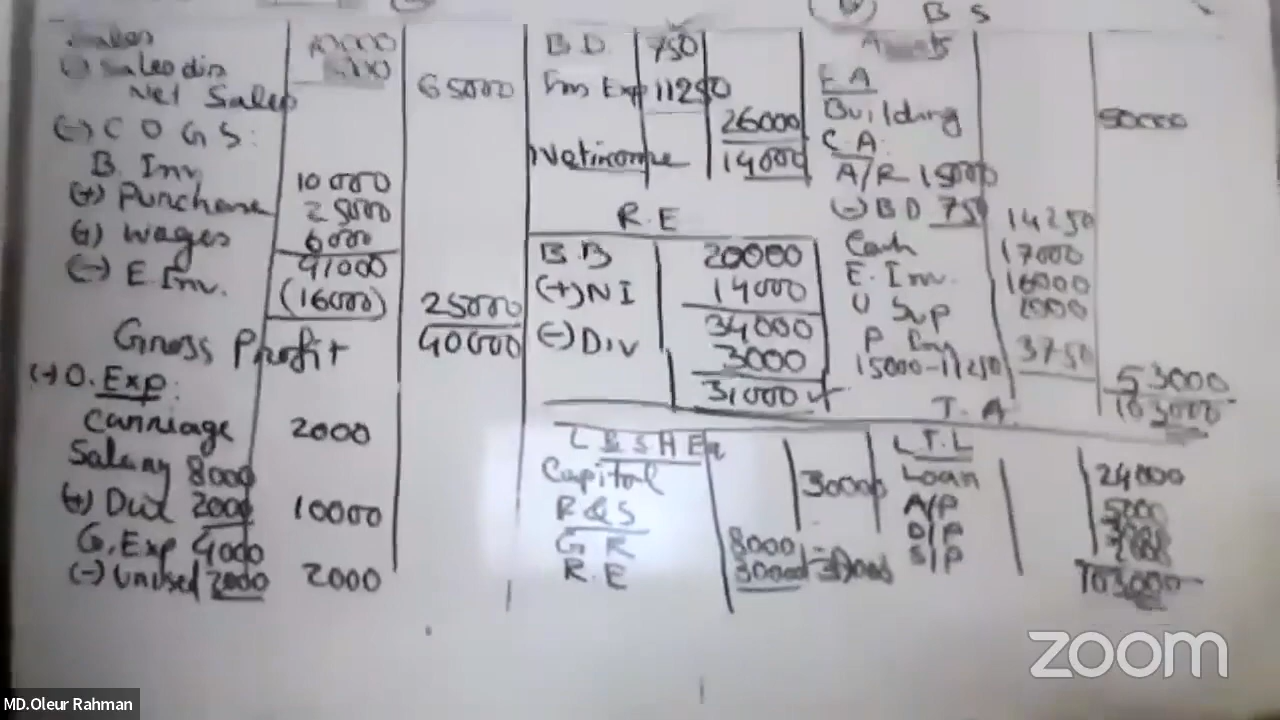 B S
Sales
(-) Sales dis
Net Sales 65000
(-) C O G S:
B. Inv 10000
(+) Purchase 25000
(+) Wages 6000
41000
(-) E. Inv. (16000) 25000
Gross Profit 40000
(-) O. Exp:
Carriage 2000
Salary 8000
(+) Due 2000 10000
G. Exp 4000
(-) Unused 2000 2000
B D 750
Ins Exp 11250
26000
Net income 14000
R. E
B B 20000
(+) N I 14000
34000
(-) Div 3000
31000
F A
Building 50000
C. A:
A/R 15000
(-) B D 750 14250
Cash 17000
E. Inv. 16000
U Sup 2000
P
15000-11250 3750
53000
T. A. 103000
L & S H E
Capital 30000
R & S
G R 8000
R. E
L T. L
Loan 24000
A/P 5000
D/P
S/P
103000
zoom
MD.Oleur Rahman